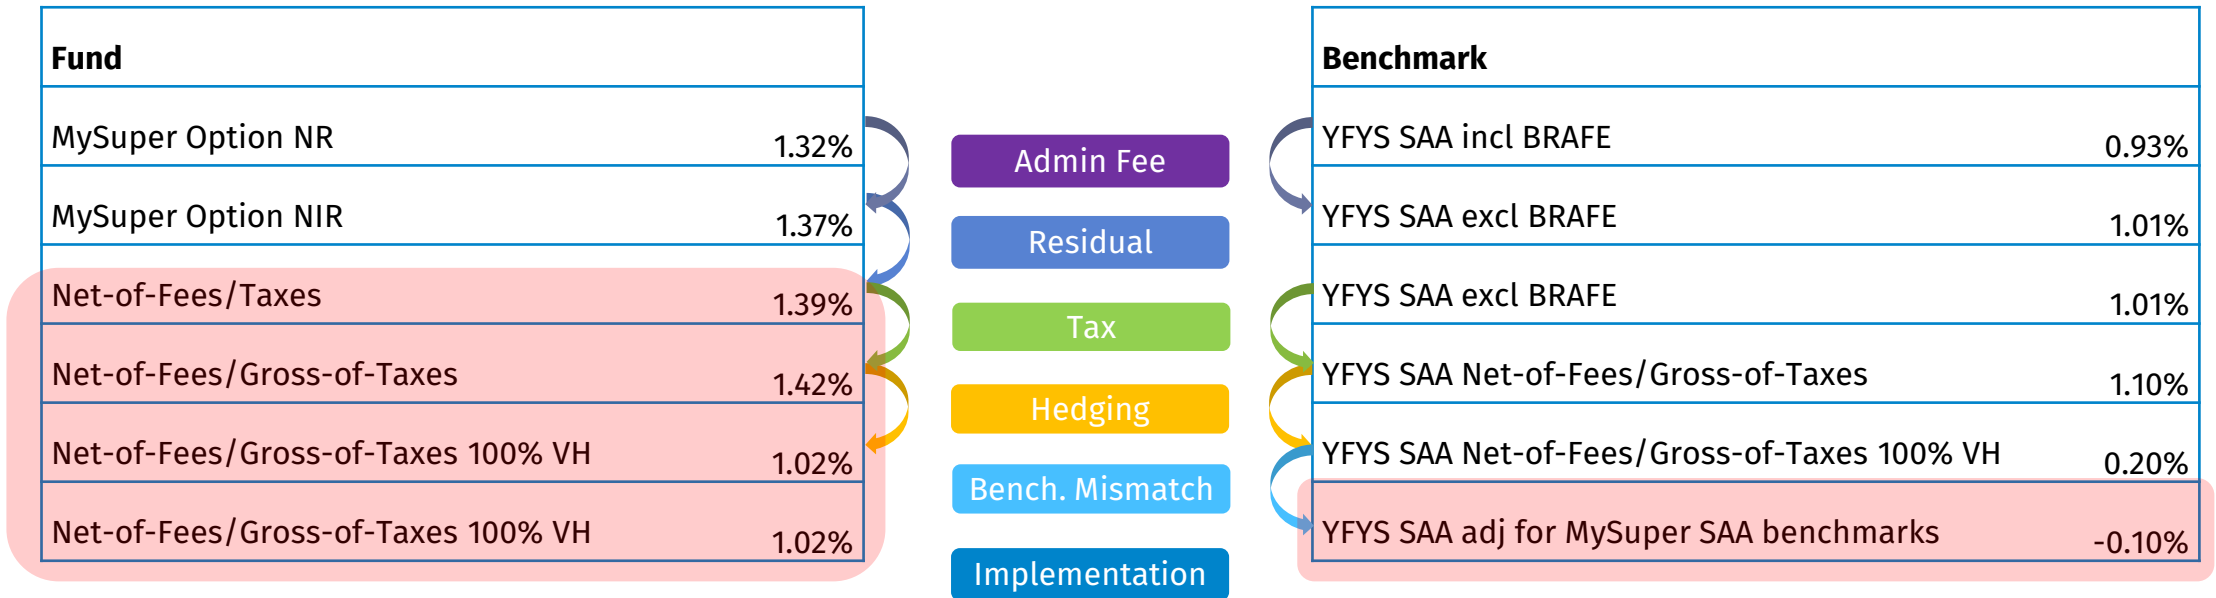 Fund
MySuper Option NR 1.32%
MySuper Option NIR 1.37%
Net-of-Fees/Taxes 1.39%
Net-of-Fees/Gross-of-Taxes 1.42%
Net-of-Fees/Gross-of-Taxes 100% VH 1.02%
Net-of-Fees/Gross-of-Taxes 100% VH 1.02%
Admin Fee
Residual
Tax
Hedging
Bench. Mismatch
Implementation
Benchmark
YFYS SAA incl BRAFE 0.93%
YFYS SAA excl BRAFE 1.01%
YFYS SAA excl BRAFE 1.01%
YFYS SAA Net-of-Fees/Gross-of-Taxes 1.10%
YFYS SAA Net-of-Fees/Gross-of-Taxes 100% VH 0.20%
YFYS SAA adj for MySuper SAA benchmarks -0.10%